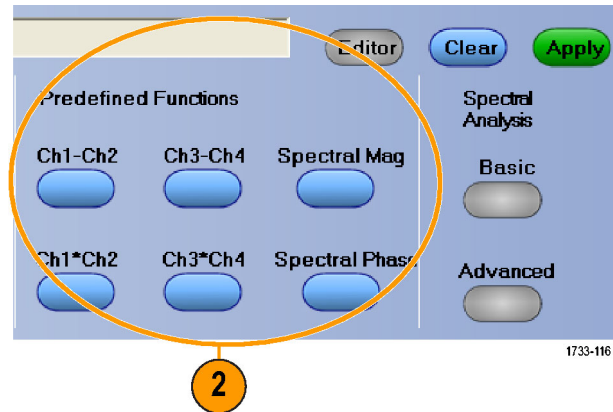 Editor Clear Apply
Predefined Functions
Spectral
Analysis
Ch1-Ch2 Ch3-Ch4 Spectral Mag
Basic
Ch1*Ch2 Ch3*Ch4 Spectral Phase
Advanced
1733-116
2